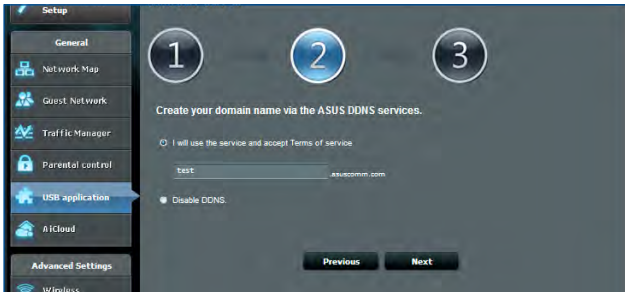 Setup
General
Network Map
Guest Network
Traffic Manager
Parental control
USB application
AiCloud
Advanced Settings
Wireless
1
2
3
Create your domain name via the ASUS DDNS services.
I will use the service and accept Terms of service
test .asuscomm.com
Disable DDNS.
Previous Next